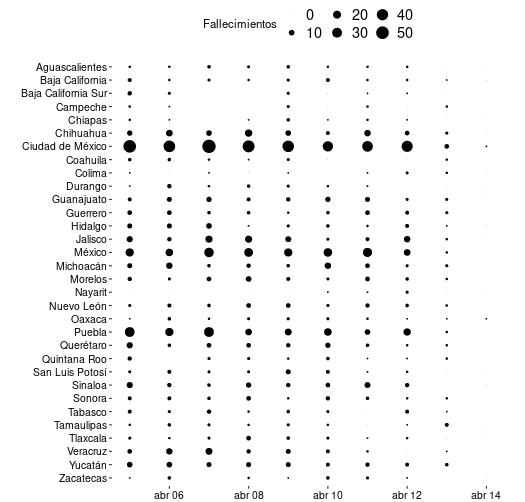 Fallecimientos
0 20 40
10 30 50
Aguascalientes
Baja California
Baja California Sur
Campeche
Chiapas
Chihuahua
Ciudad de México
Coahuila
Colima
Durango
Guanajuato
Guerrero
Hidalgo
Jalisco
México
Michoacán
Morelos
Nayarit
Nuevo León
Oaxaca
Puebla
Querétaro
Quintana Roo
San Luis Potosí
Sinaloa
Sonora
Tabasco
Tamaulipas
Tlaxcala
Veracruz
Yucatán
Zacatecas
abr 06 abr 08 abr 10 abr 12 abr 14